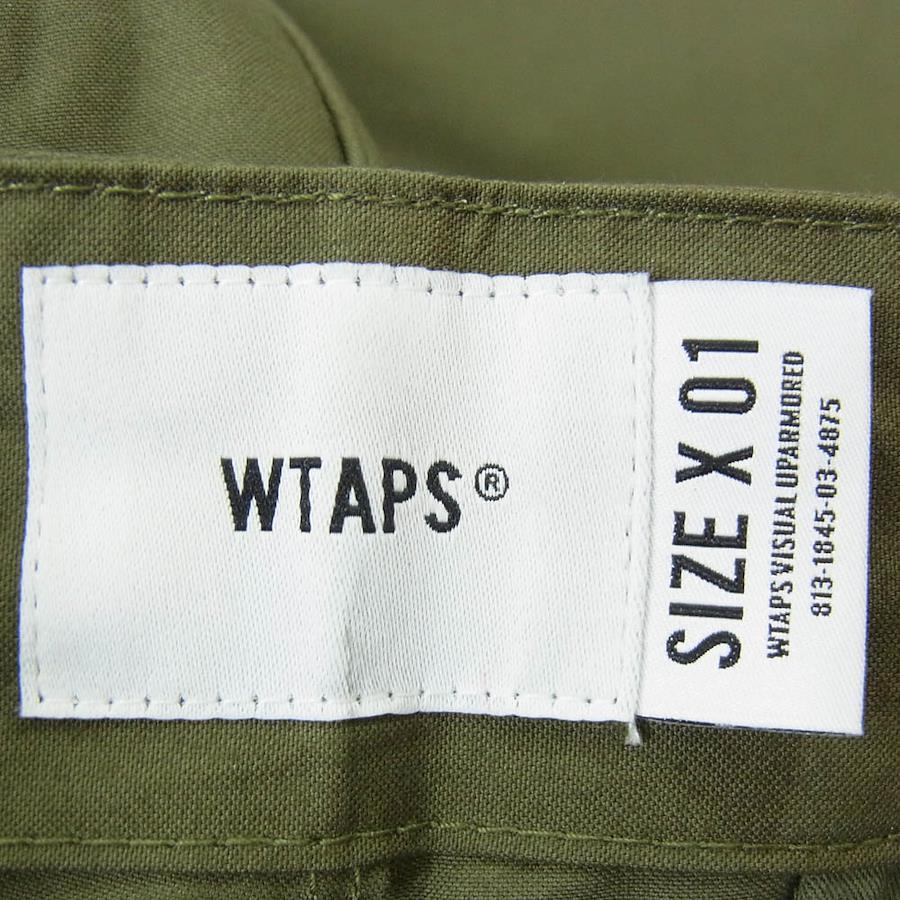 WTAPS®
SIZE X 01
WTAPS VISUAL UPARMORED
813-1845-03-4875